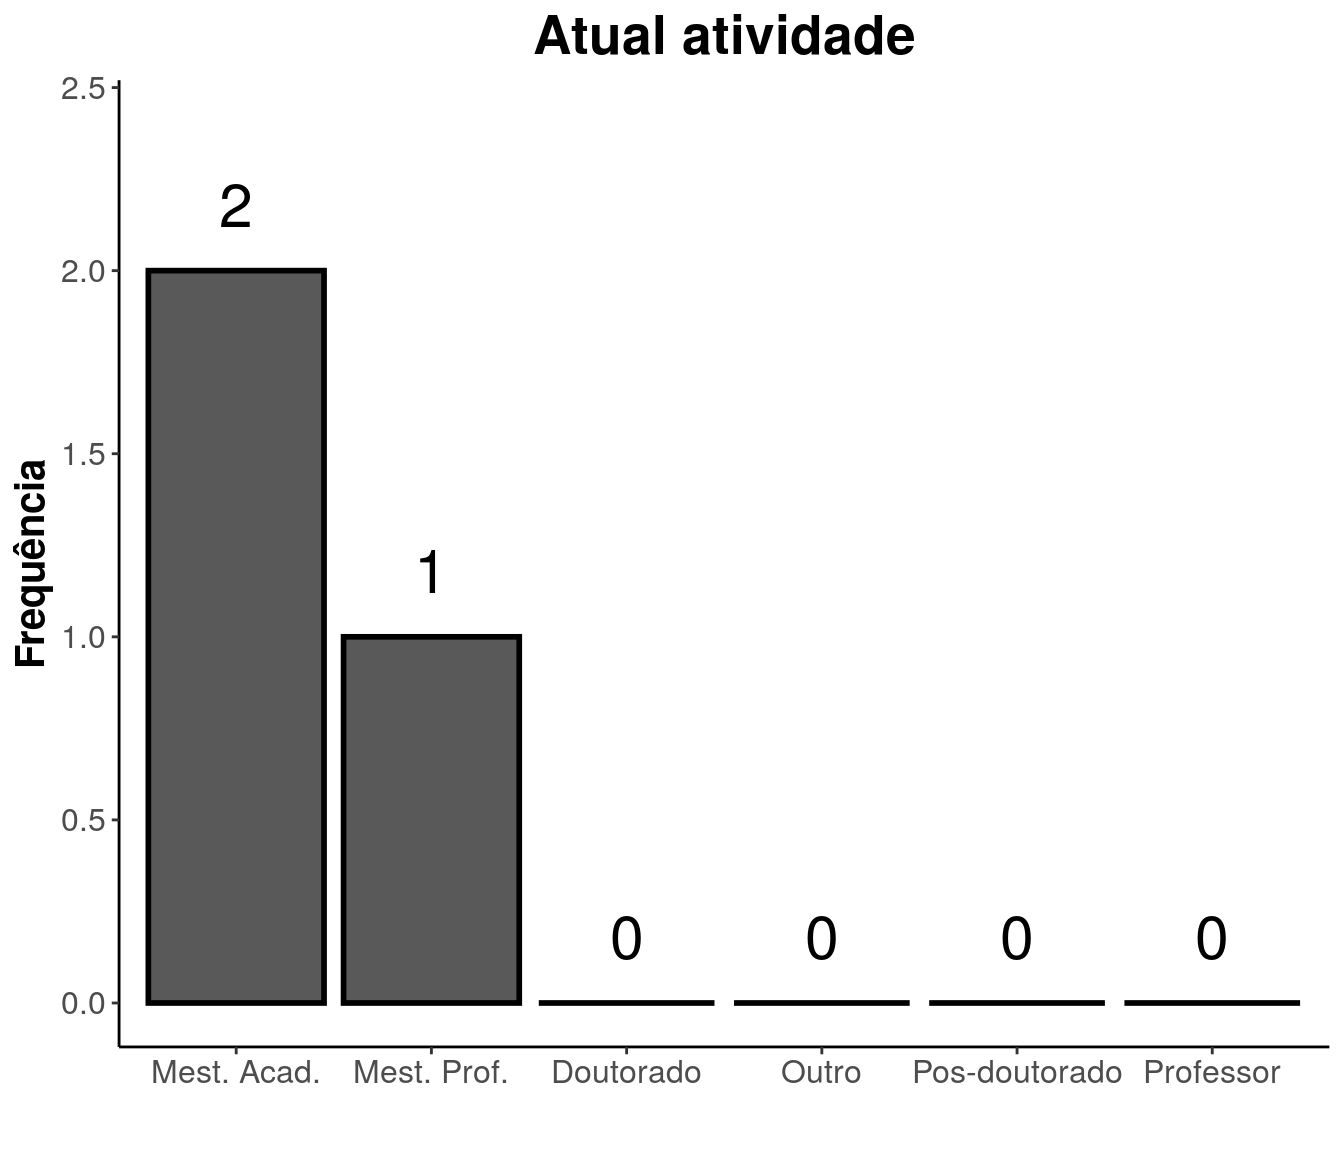 Atual atividade
Frequência
2.5
2.0
1.5
1.0
0.5
0.0
2
1
0
0
0
0
Mest. Acad.
Mest. Prof.
Doutorado
Outro
Pos-doutorado
Professor